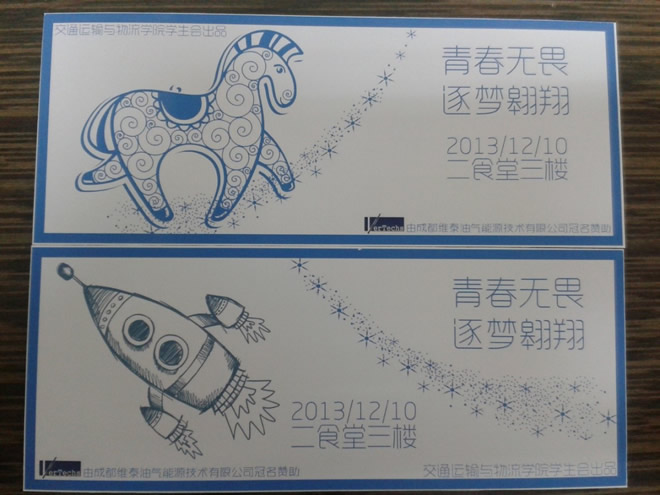 交通运输与物流学院学生会出品
青春无畏
逐梦翱翔
2013/12/10
二食堂三楼
VerTechs 由成都维泰油气能源技术有限公司冠名赞助
青春无畏
逐梦翱翔
2013/12/10
二食堂三楼
VerTechs 由成都维泰油气能源技术有限公司冠名赞助
交通运输与物流学院学生会出品